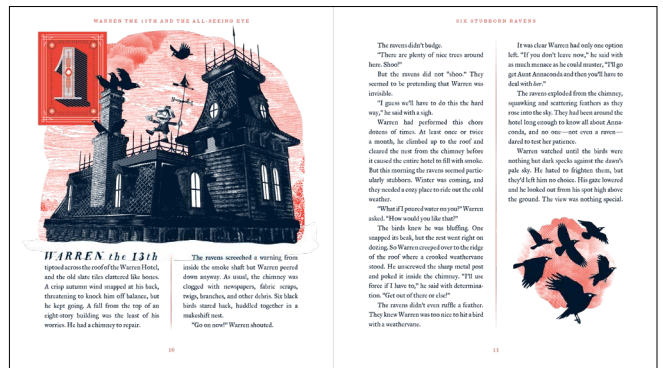 WARREN THE 13TH AND THE ALL-SEEING EYE
1
WARREN the 13th
tiptoed across the roof of the Warren Hotel,
and the old slate tiles clattered like bones.
A crisp autumn wind snapped at his back,
threatening to knock him off balance, but
he kept going. A fall from the top of an
eight-story building was the least of his
worries. He had a chimney to repair.
The ravens screeched a warning from
inside the smoke shaft but Warren peered
down anyway. As usual, the chimney was
clogged with newspapers, fabric scraps,
twigs, branches, and other debris. Six black
birds stared back, huddled together in a
makeshift nest.
"Go on now!" Warren shouted.
10
SIX STUBBORN RAVENS
The ravens didn't budge.
"There are plenty of nice trees around
here. Shoo!"
But the ravens did not "shoo." They
seemed to be pretending that Warren was
invisible.
"I guess we'll have to do this the hard
way," he said with a sigh.
Warren had performed this chore
dozens of times. At least once or twice
a month, he climbed up to the roof and
cleared the nest from the chimney before
it caused the entire hotel to fill with smoke.
But this morning the ravens seemed partic-
ularly stubborn. Winter was coming, and
they needed a cozy place to ride out the cold
weather.
"What if I poured water on you?" Warren
asked. "How would you like that?"
The birds knew he was bluffing. One
snapped its beak, but the rest went right on
dozing. So Warren creeped over to the ridge
of the roof where a crooked weathervane
stood. He unscrewed the sharp metal post
and poked it inside the chimney. "I'll use
force if I have to," he said with determina-
tion. "Get out of there or else!"
The ravens didn't even ruffle a feather.
They knew Warren was too nice to hit a bird
with a weathervane.
It was clear Warren had only one option
left. "If you don't leave now," he said with
as much menace as he could muster, "I'll go
get Aunt Annaconda and then you'll have to
deal with her."
The ravens exploded from the chimney,
squawking and scattering feathers as they
rose into the sky. They had been around the
hotel long enough to know all about Anna-
conda, and no one—not even a raven—
dared to test her patience.
Warren watched until the birds were
nothing but dark specks against the dawn's
pale sky. He hated to frighten them, but
they'd left him no choice. His gaze lowered
and he looked out from his spot high above
the ground. The view was nothing special.
11